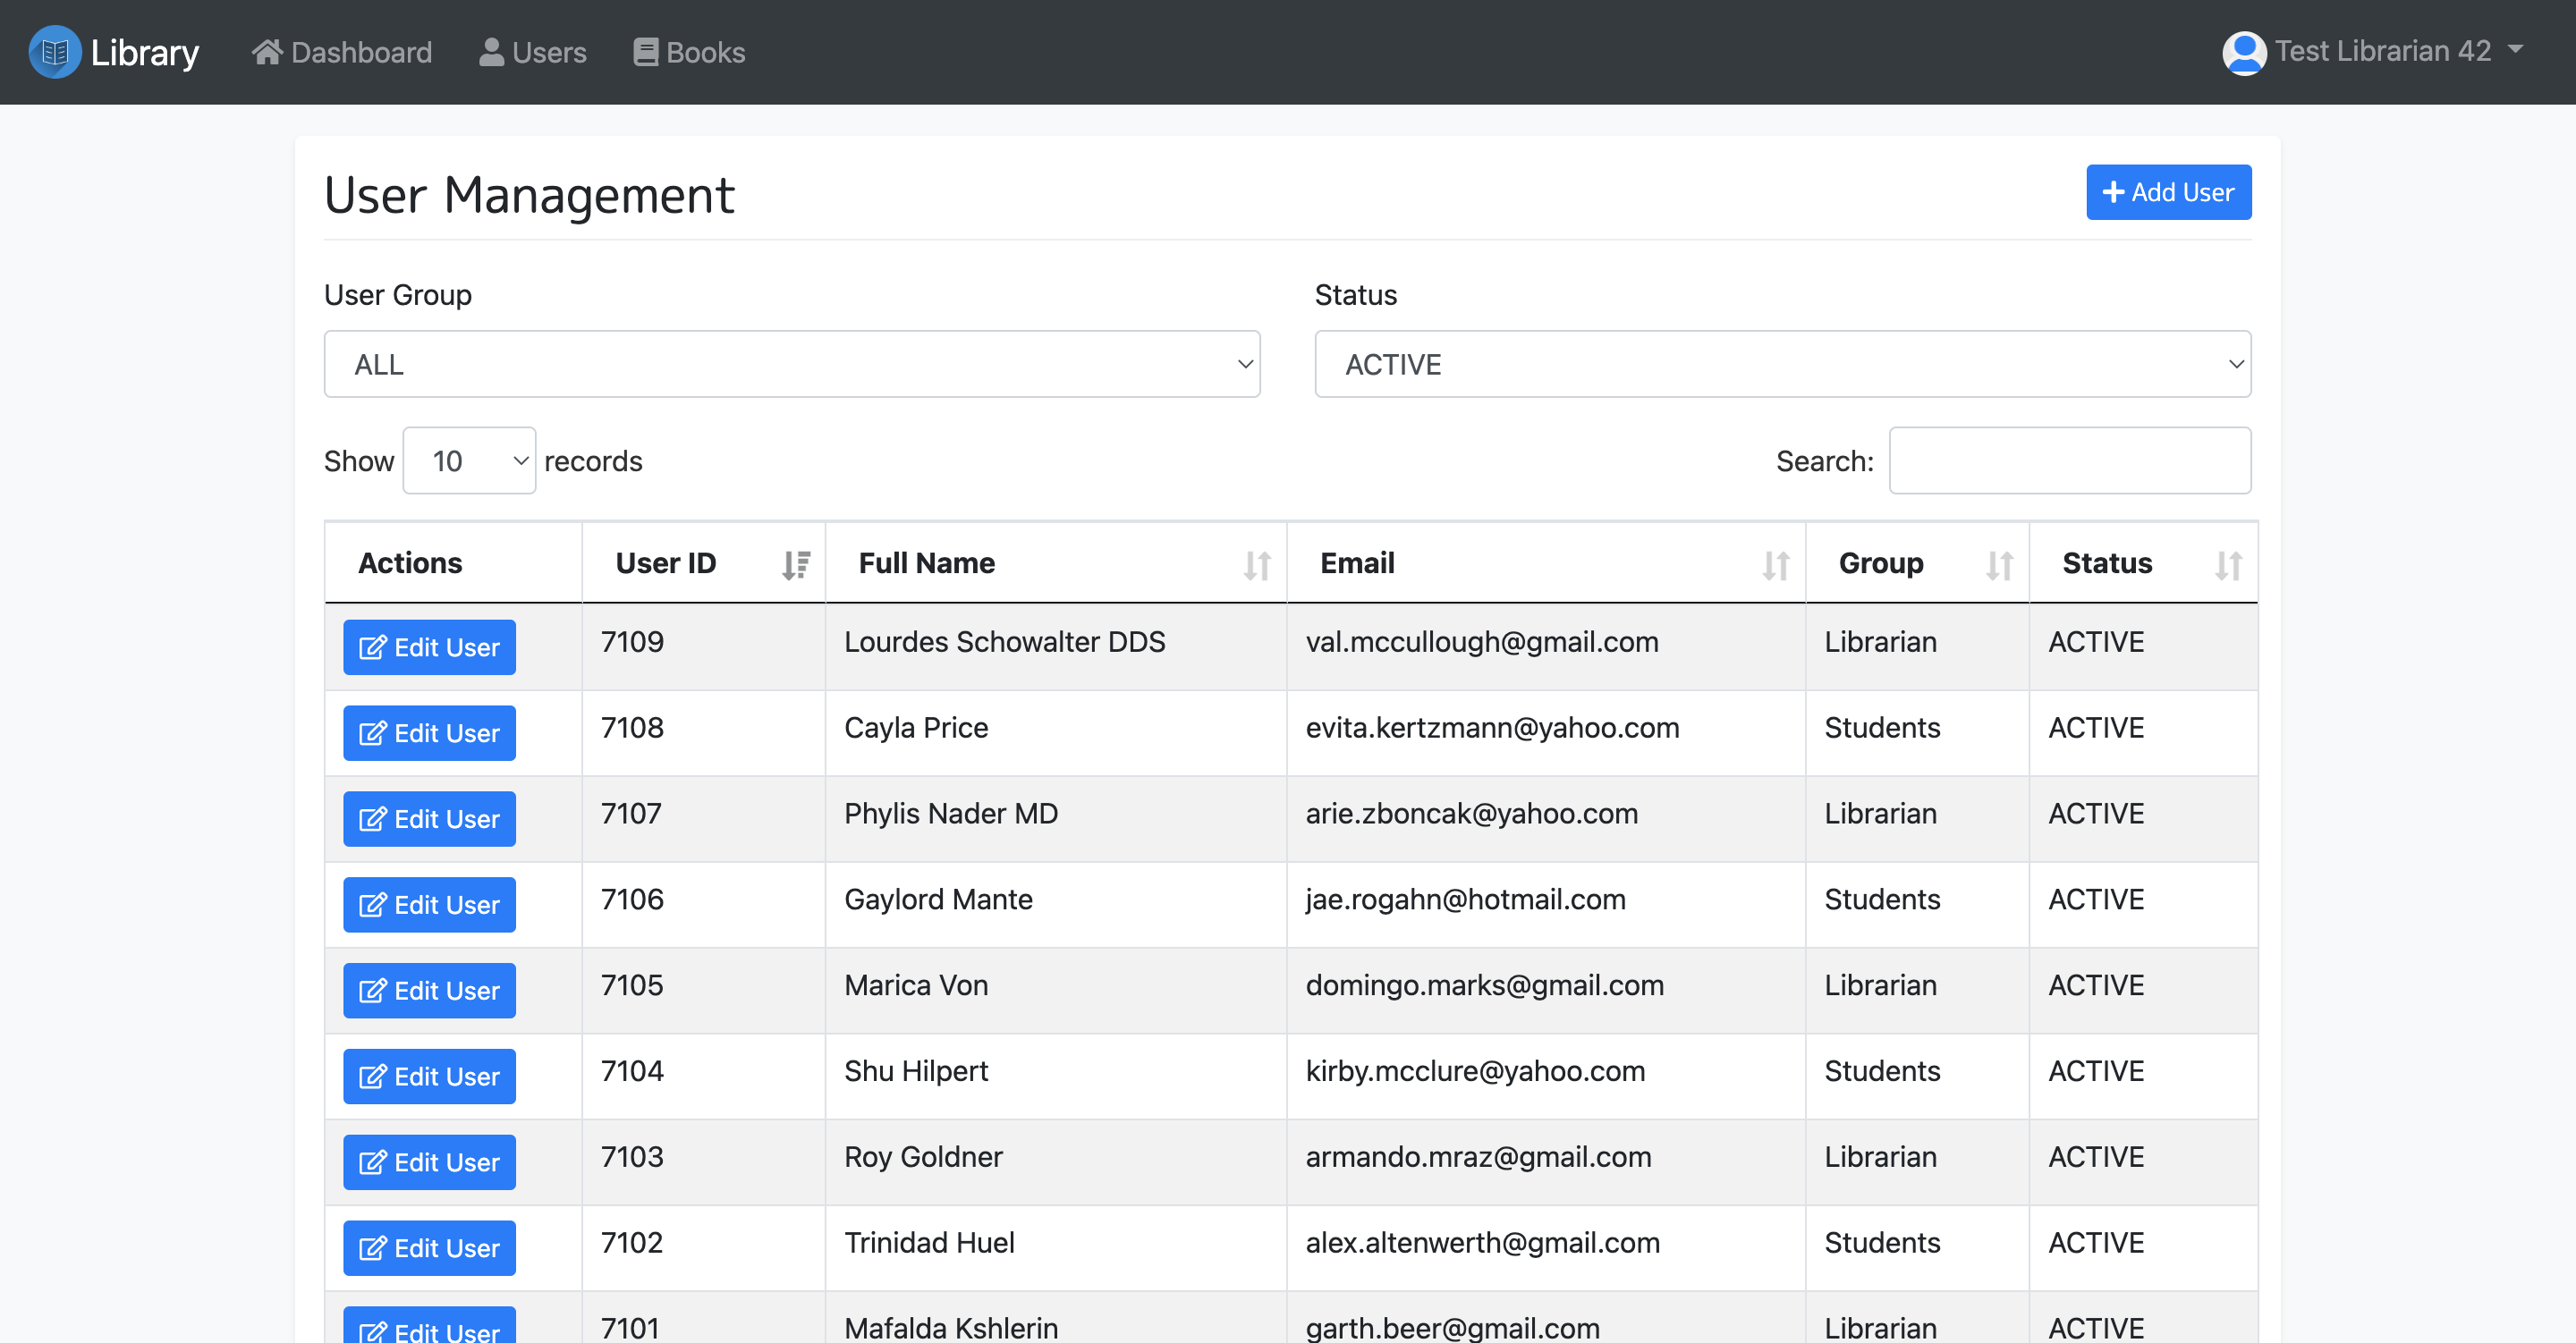 Library Dashboard Users Books Test Librarian 42
User Management
Add User
User Group Status
ALL ACTIVE
Show 10 records Search:
Actions User ID Full Name Email Group Status
Edit User 7109 Lourdes Schowalter DDS val.mccullough@gmail.com Librarian ACTIVE
Edit User 7108 Cayla Price evita.kertzmann@yahoo.com Students ACTIVE
Edit User 7107 Phylis Nader MD arie.zboncak@yahoo.com Librarian ACTIVE
Edit User 7106 Gaylord Mante jae.rogahn@hotmail.com Students ACTIVE
Edit User 7105 Marica Von domingo.marks@gmail.com Librarian ACTIVE
Edit User 7104 Shu Hilpert kirby.mcclure@yahoo.com Students ACTIVE
Edit User 7103 Roy Goldner armando.mraz@gmail.com Librarian ACTIVE
Edit User 7102 Trinidad Huel alex.altenwerth@gmail.com Students ACTIVE
Edit User 7101 Mafalda Kshlerin garth.beer@gmail.com Librarian ACTIVE